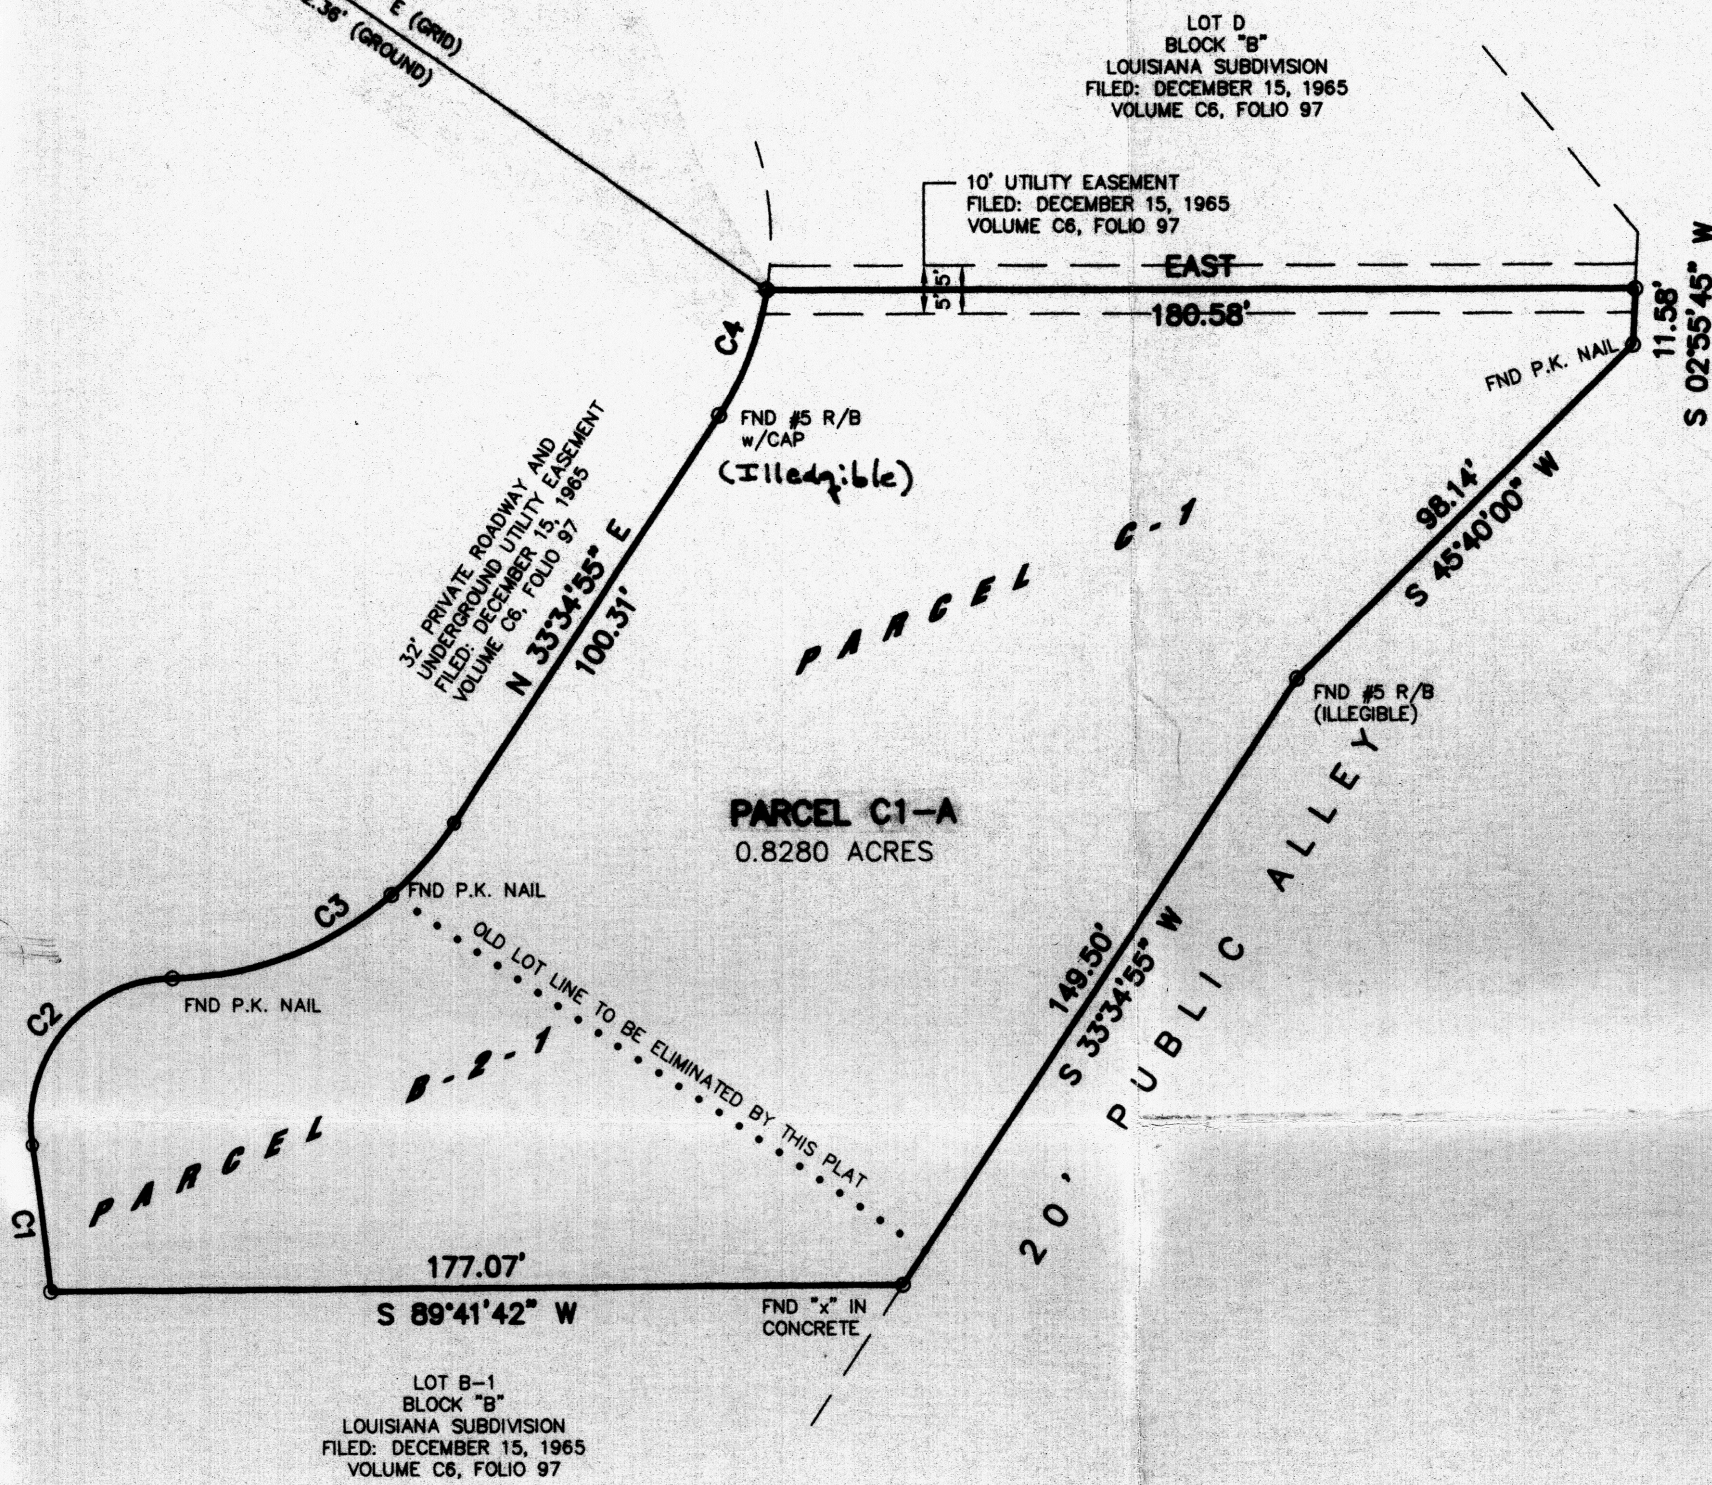 E (GRID)
2.36' (GROUND)
LOT D
BLOCK "B"
LOUISIANA SUBDIVISION
FILED: DECEMBER 15, 1965
VOLUME C6, FOLIO 97
10' UTILITY EASEMENT
FILED: DECEMBER 15, 1965
VOLUME C6, FOLIO 97
EAST
180.58'
5' 5'
11.58'
S 02°55'45" W
FND P.K. NAIL
C4
FND #5 R/B
w/CAP
(Illedgible)
32' PRIVATE ROADWAY AND
UNDERGROUND UTILITY EASEMENT
FILED: DECEMBER 15, 1965
VOLUME C6, FOLIO 97
N 33°34'55" E
100.31'
PARCEL C-1
98.14'
S 45°40'00" W
FND #5 R/B
(ILLEGIBLE)
PARCEL C1-A
0.8280 ACRES
FND P.K. NAIL
C3
OLD LOT LINE TO BE ELIMINATED BY THIS PLAT
FND P.K. NAIL
C2
149.50'
S 33°34'55" W
20' PUBLIC ALLEY
PARCEL B-2-1
C1
177.07'
S 89°41'42" W
FND "x" IN
CONCRETE
LOT B-1
BLOCK "B"
LOUISIANA SUBDIVISION
FILED: DECEMBER 15, 1965
VOLUME C6, FOLIO 97